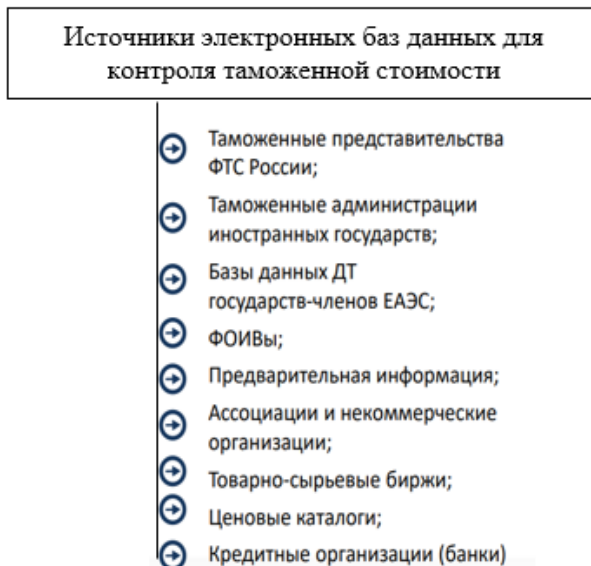 Источники электронных баз данных для
контроля таможенной стоимости
Таможенные представительства
ФТС России;
Таможенные администрации
иностранных государств;
Базы данных ДТ
государств-членов ЕАЭС;
ФОИВы;
Предварительная информация;
Ассоциации и некоммерческие
организации;
Товарно-сырьевые биржи;
Ценовые каталоги;
Кредитные организации (банки)